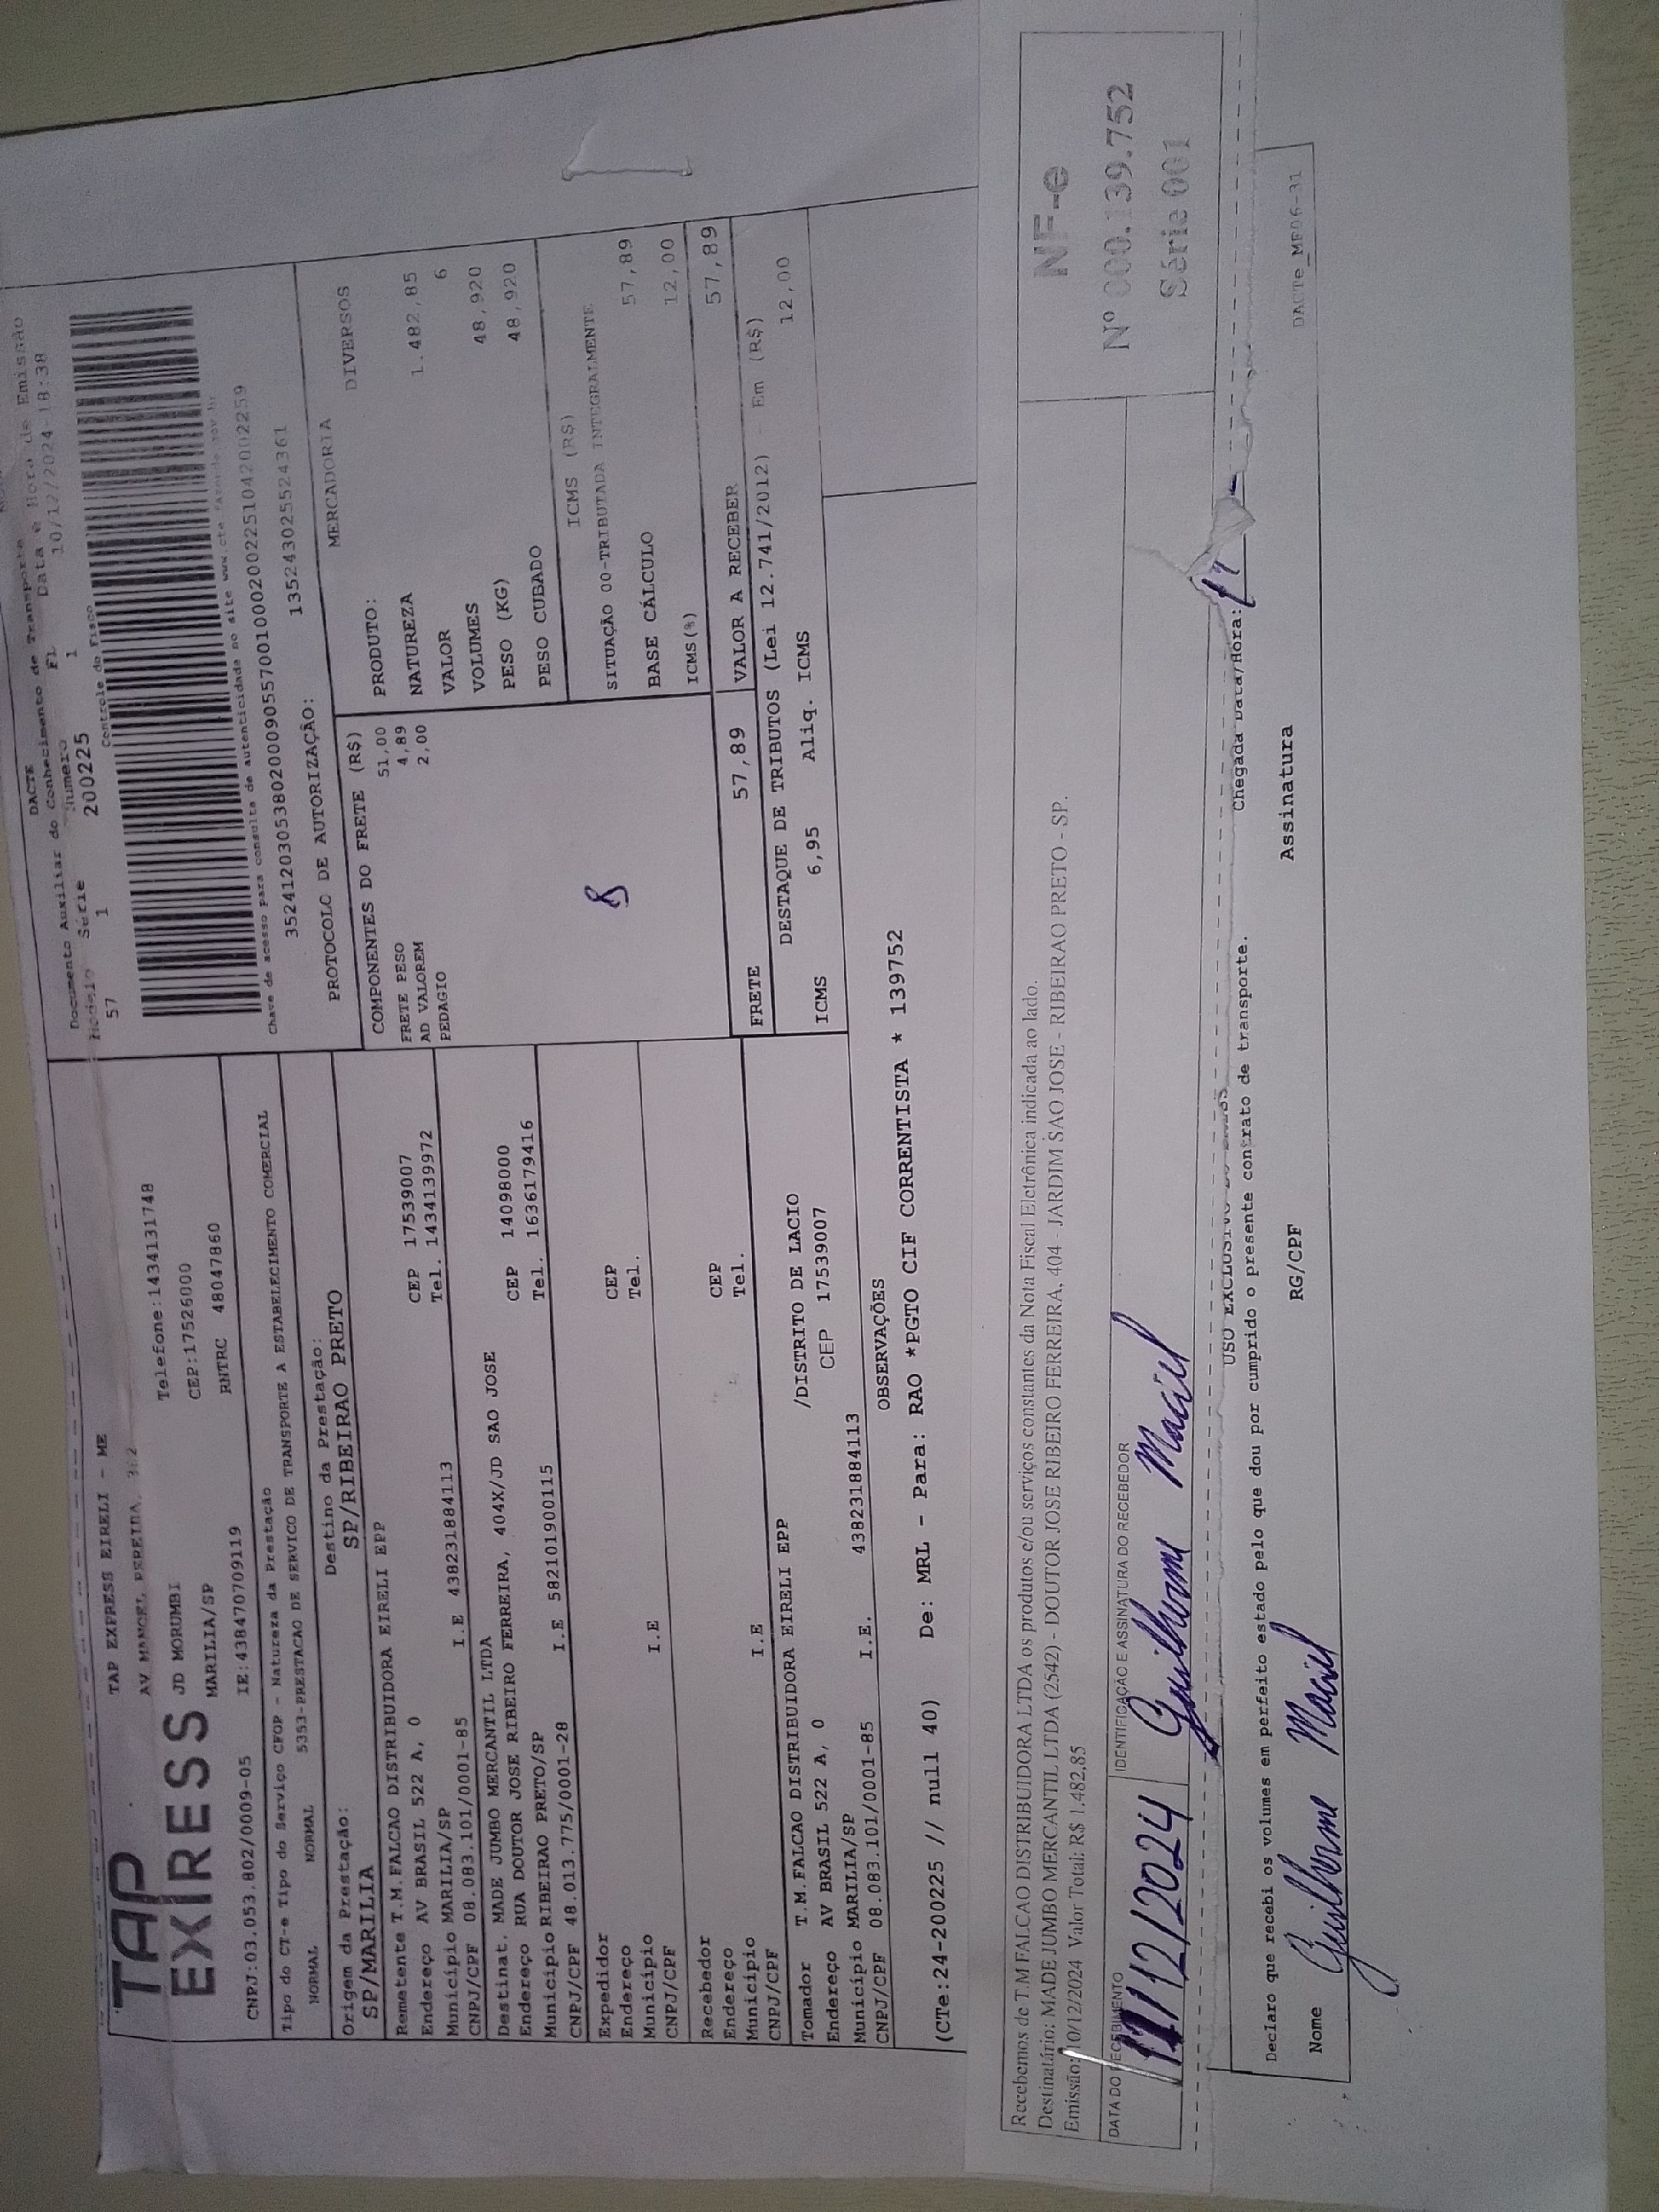 TAP
EXPRESS
TAP EXPRESS EIRELI - ME
AV MANOEL PEREIRA, 362
Telefone:1434131748
JD MORUMBI
CEP:17526000
MARILIA/SP
RNTRC 48047860
CNPJ:03.053.802/0009-05 IE:438470709119
DACTE
Documento Auxiliar do Conhecimento de Transporte
Modelo Série Numero FL Data e Hora de Emissão
57 1 200225 1 10/12/2024-18:38
Controle do Fisco
Chave de acesso para consulta de autenticidade no site www.cte.fazenda.gov.br
35241203053802000905570010002002251042002259
PROTOCOLO DE AUTORIZAÇÃO: 135243025524361
Tipo do CT-e Tipo do Serviço CFOP - Natureza da Prestação
NORMAL NORMAL 5353-PRESTACAO DE SERVICO DE TRANSPORTE A ESTABELECIMENTO COMERCIAL
Origem da Prestação: Destino da Prestação:
SP/MARILIA SP/RIBEIRAO PRETO
Remetente T.M.FALCAO DISTRIBUIDORA EIRELI EPP
Endereço AV BRASIL 522 A, 0 CEP 17539007
Município MARILIA/SP Tel. 1434139972
CNPJ/CPF 08.083.101/0001-85 I.E 438231884113
Destinat. MADE JUMBO MERCANTIL LTDA
Endereço RUA DOUTOR JOSE RIBEIRO FERREIRA, 404X/JD SAO JOSE CEP 14098000
Município RIBEIRAO PRETO/SP Tel. 1636179416
CNPJ/CPF 48.013.775/0001-28 I.E 582101900115
Expedidor
Endereço CEP
Município Tel.
CNPJ/CPF I.E
Recebedor
Endereço CEP
Município Tel.
CNPJ/CPF I.E
Tomador T.M.FALCAO DISTRIBUIDORA EIRELI EPP
Endereço AV BRASIL 522 A, 0 /DISTRITO DE LACIO
Município MARILIA/SP CEP 17539007
CNPJ/CPF 08.083.101/0001-85 I.E. 438231884113
COMPONENTES DO FRETE (R$)
FRETE PESO 51,00
AD VALOREM 4,89
PEDAGIO 2,00
FRETE 57,89
MERCADORIA
PRODUTO: DIVERSOS
NATUREZA
VALOR 1.482,85
VOLUMES 6
PESO (KG) 48,920
PESO CUBADO 48,920
ICMS (R$)
SITUAÇÃO 00-TRIBUTADA INTEGRALMENTE
BASE CÁLCULO 57,89
ICMS(%) 12,00
VALOR A RECEBER 57,89
DESTAQUE DE TRIBUTOS (Lei 12.741/2012) - Em (R$)
ICMS 6,95 Aliq. ICMS 12,00
OBSERVAÇÕES
(CTe:24-200225 // null 40) De: MRL - Para: RAO *PGTO CIF CORRENTISTA * 139752
Recebemos de T.M FALCAO DISTRIBUIDORA LTDA os produtos e/ou serviços constantes da Nota Fiscal Eletrônica indicada ao lado.
Destinatário: MADE JUMBO MERCANTIL LTDA (2542) - DOUTOR JOSE RIBEIRO FERREIRA, 404 - JARDIM SAO JOSE - RIBEIRAO PRETO - SP.
Emissão: 10/12/2024 Valor Total: R$ 1.482,85
DATA DO RECEBIMENTO
11/12/2024
IDENTIFICAÇÃO E ASSINATURA DO RECEBEDOR
Guilherme Maciel
NF-e
Nº 000.139.752
Série 001
USO EXCLUSIVO
Declaro que recebi os volumes em perfeito estado pelo que dou por cumprido o presente contrato de transporte.
Chegada Data/Hora:
Nome Guilherme Maciel
RG/CPF
Assinatura
DACTe_MF06-31